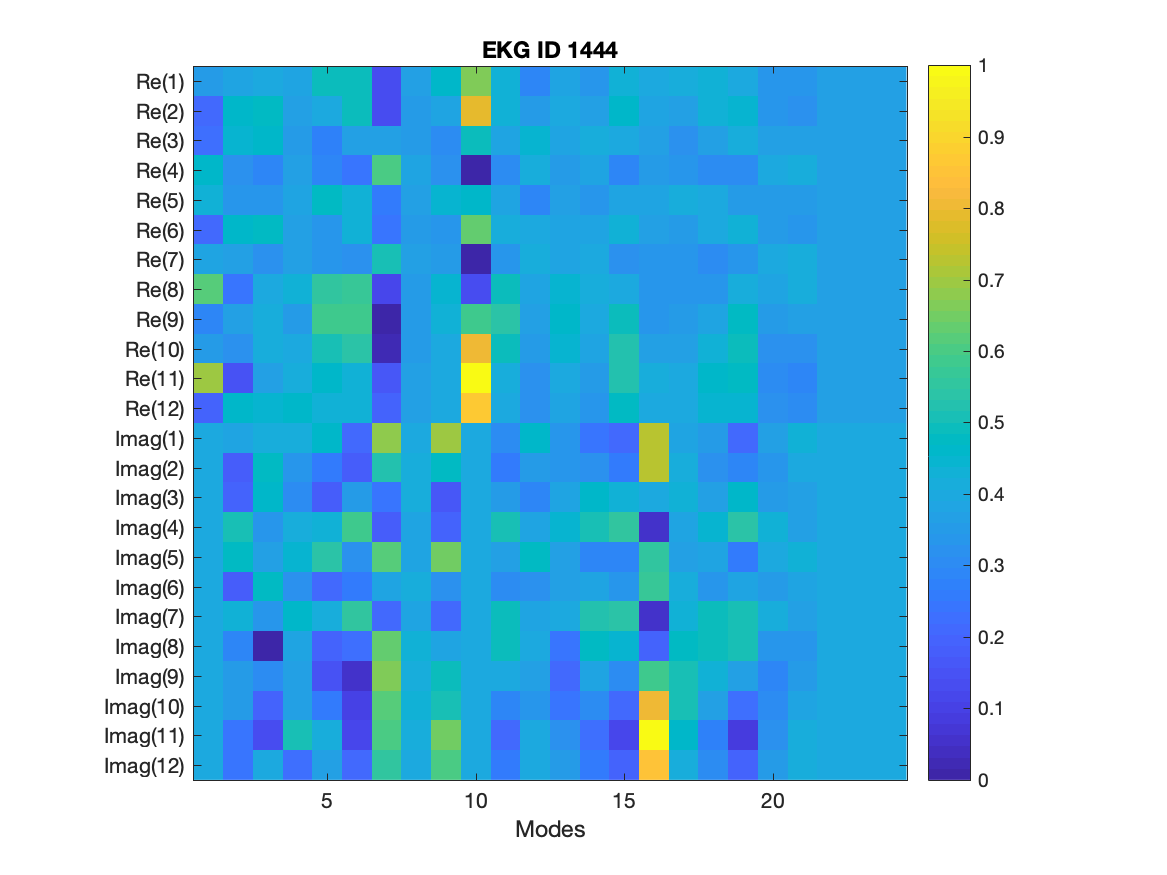 EKG ID 1444
Re(1)
Re(2)
Re(3)
Re(4)
Re(5)
Re(6)
Re(7)
Re(8)
Re(9)
Re(10)
Re(11)
Re(12)
Imag(1)
Imag(2)
Imag(3)
Imag(4)
Imag(5)
Imag(6)
Imag(7)
Imag(8)
Imag(9)
Imag(10)
Imag(11)
Imag(12)
5 10 15 20
Modes
1
0.9
0.8
0.7
0.6
0.5
0.4
0.3
0.2
0.1
0